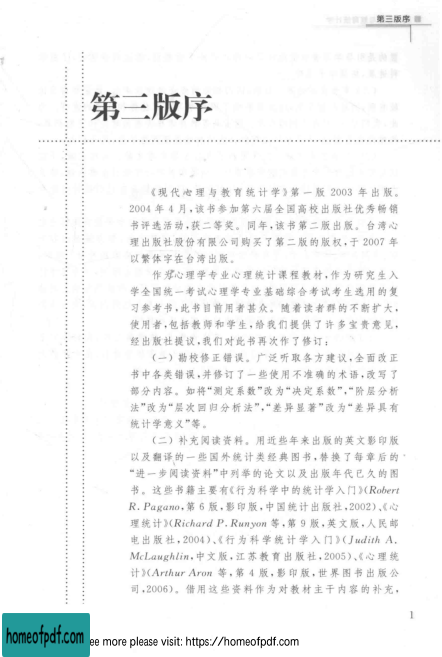 第三版序
第三版序
《现代心理与教育统计学》第一版 2003 年出版。
2004 年 4 月,该书参加第六届全国高校出版社优秀畅销
书评选活动,获二等奖。同年,该书第二版出版。台湾心
理出版社股份有限公司购买了第二版的版权,于 2007 年
以繁体字在台湾出版。
作为心理学专业心理统计课程教材,作为研究生入
学全国统一考试心理学专业基础综合考试考生选用的复
习参考书,此书目前用者甚众。随着读者群的不断扩大,
使用者,包括教师和学生,给我们提供了许多宝贵意见,
经出版社提议,我们对此书再次作了修订:
(一) 勘校修正错误。广泛听取各方建议,全面改正
书中各类错误,并修订了一些使用不准确的术语,改写了
部分内容。如将“测定系数”改为“决定系数”,“阶层分析
法”改为“层次回归分析法”,“差异显著”改为“差异具有
统计学意义”等。
(二) 补充阅读资料。用近些年来出版的英文影印版
以及翻译的一些国外统计类经典图书,替换了每章后的
“进一步阅读资料”中列举的论文以及出版年代已久的图
书。这些书籍主要有《行为科学中的统计学入门》(Robert
R. Pagano,第 6 版,影印版,中国统计出版社,2002)、《心
理统计》(Richard P. Runyon 等,第 9 版,英文版,人民邮
电出版社,2004)、《行为科学统计学入门》(Judith A.
McLaughlin,中文版,江苏教育出版社,2005)、《心理统
计》(Arthur Aron 等,第 4 版,影印版,世界图书出版公
司,2006)。借用这些资料作为对教材主干内容的补充,
1
homeofpdf.com
ee more please visit: https://homeofpdf.com